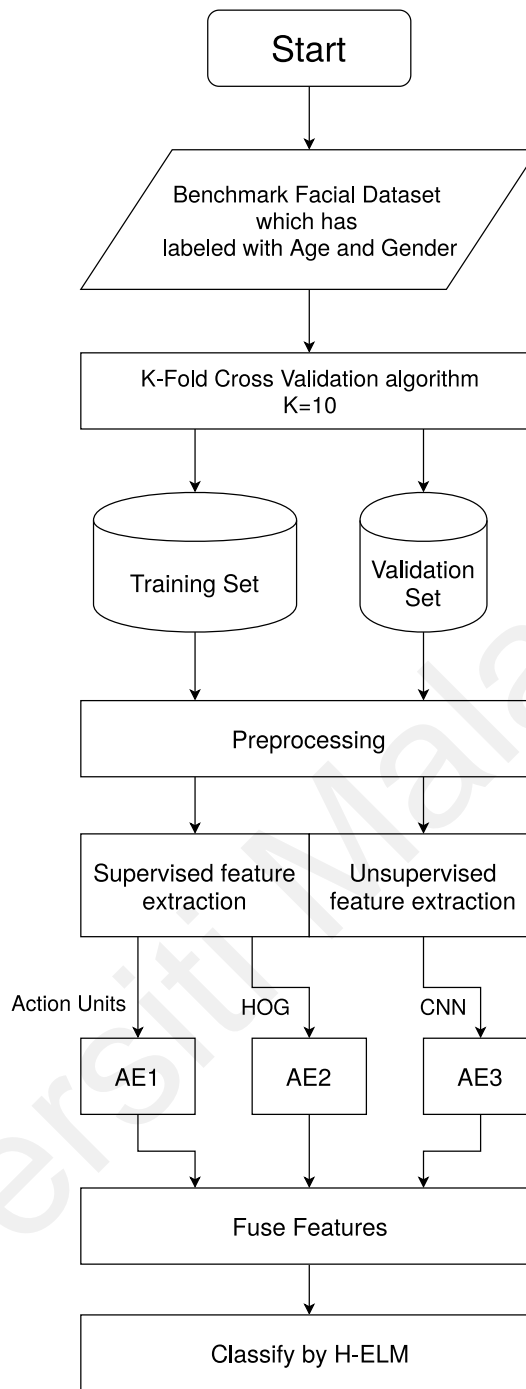 Start
Benchmark Facial Dataset
which has
labeled with Age and Gender
K-Fold Cross Validation algorithm
K=10
Training Set
Validation
Set
Preprocessing
Supervised feature
extraction
Unsupervised
feature extraction
Action Units
HOG
CNN
AE1
AE2
AE3
Fuse Features
Classify by H-ELM
ersiti Mala